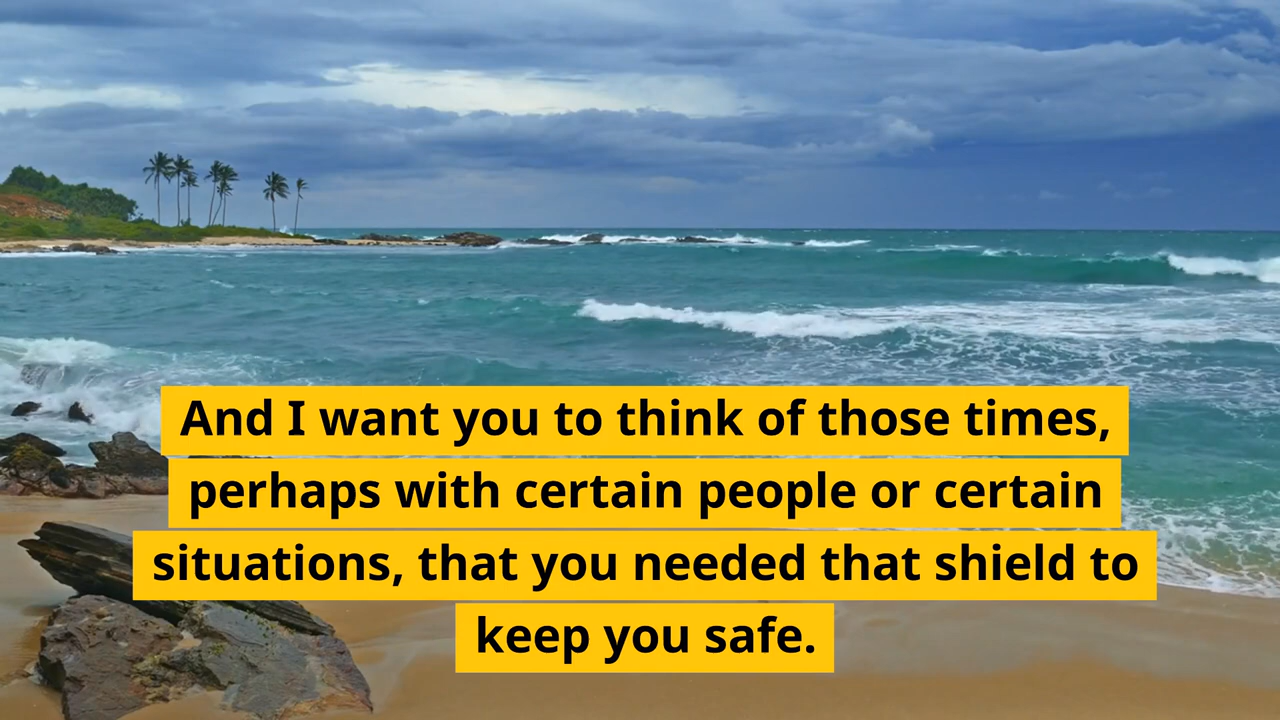 And I want you to think of those times,
perhaps with certain people or certain
situations, that you needed that shield to
keep you safe.